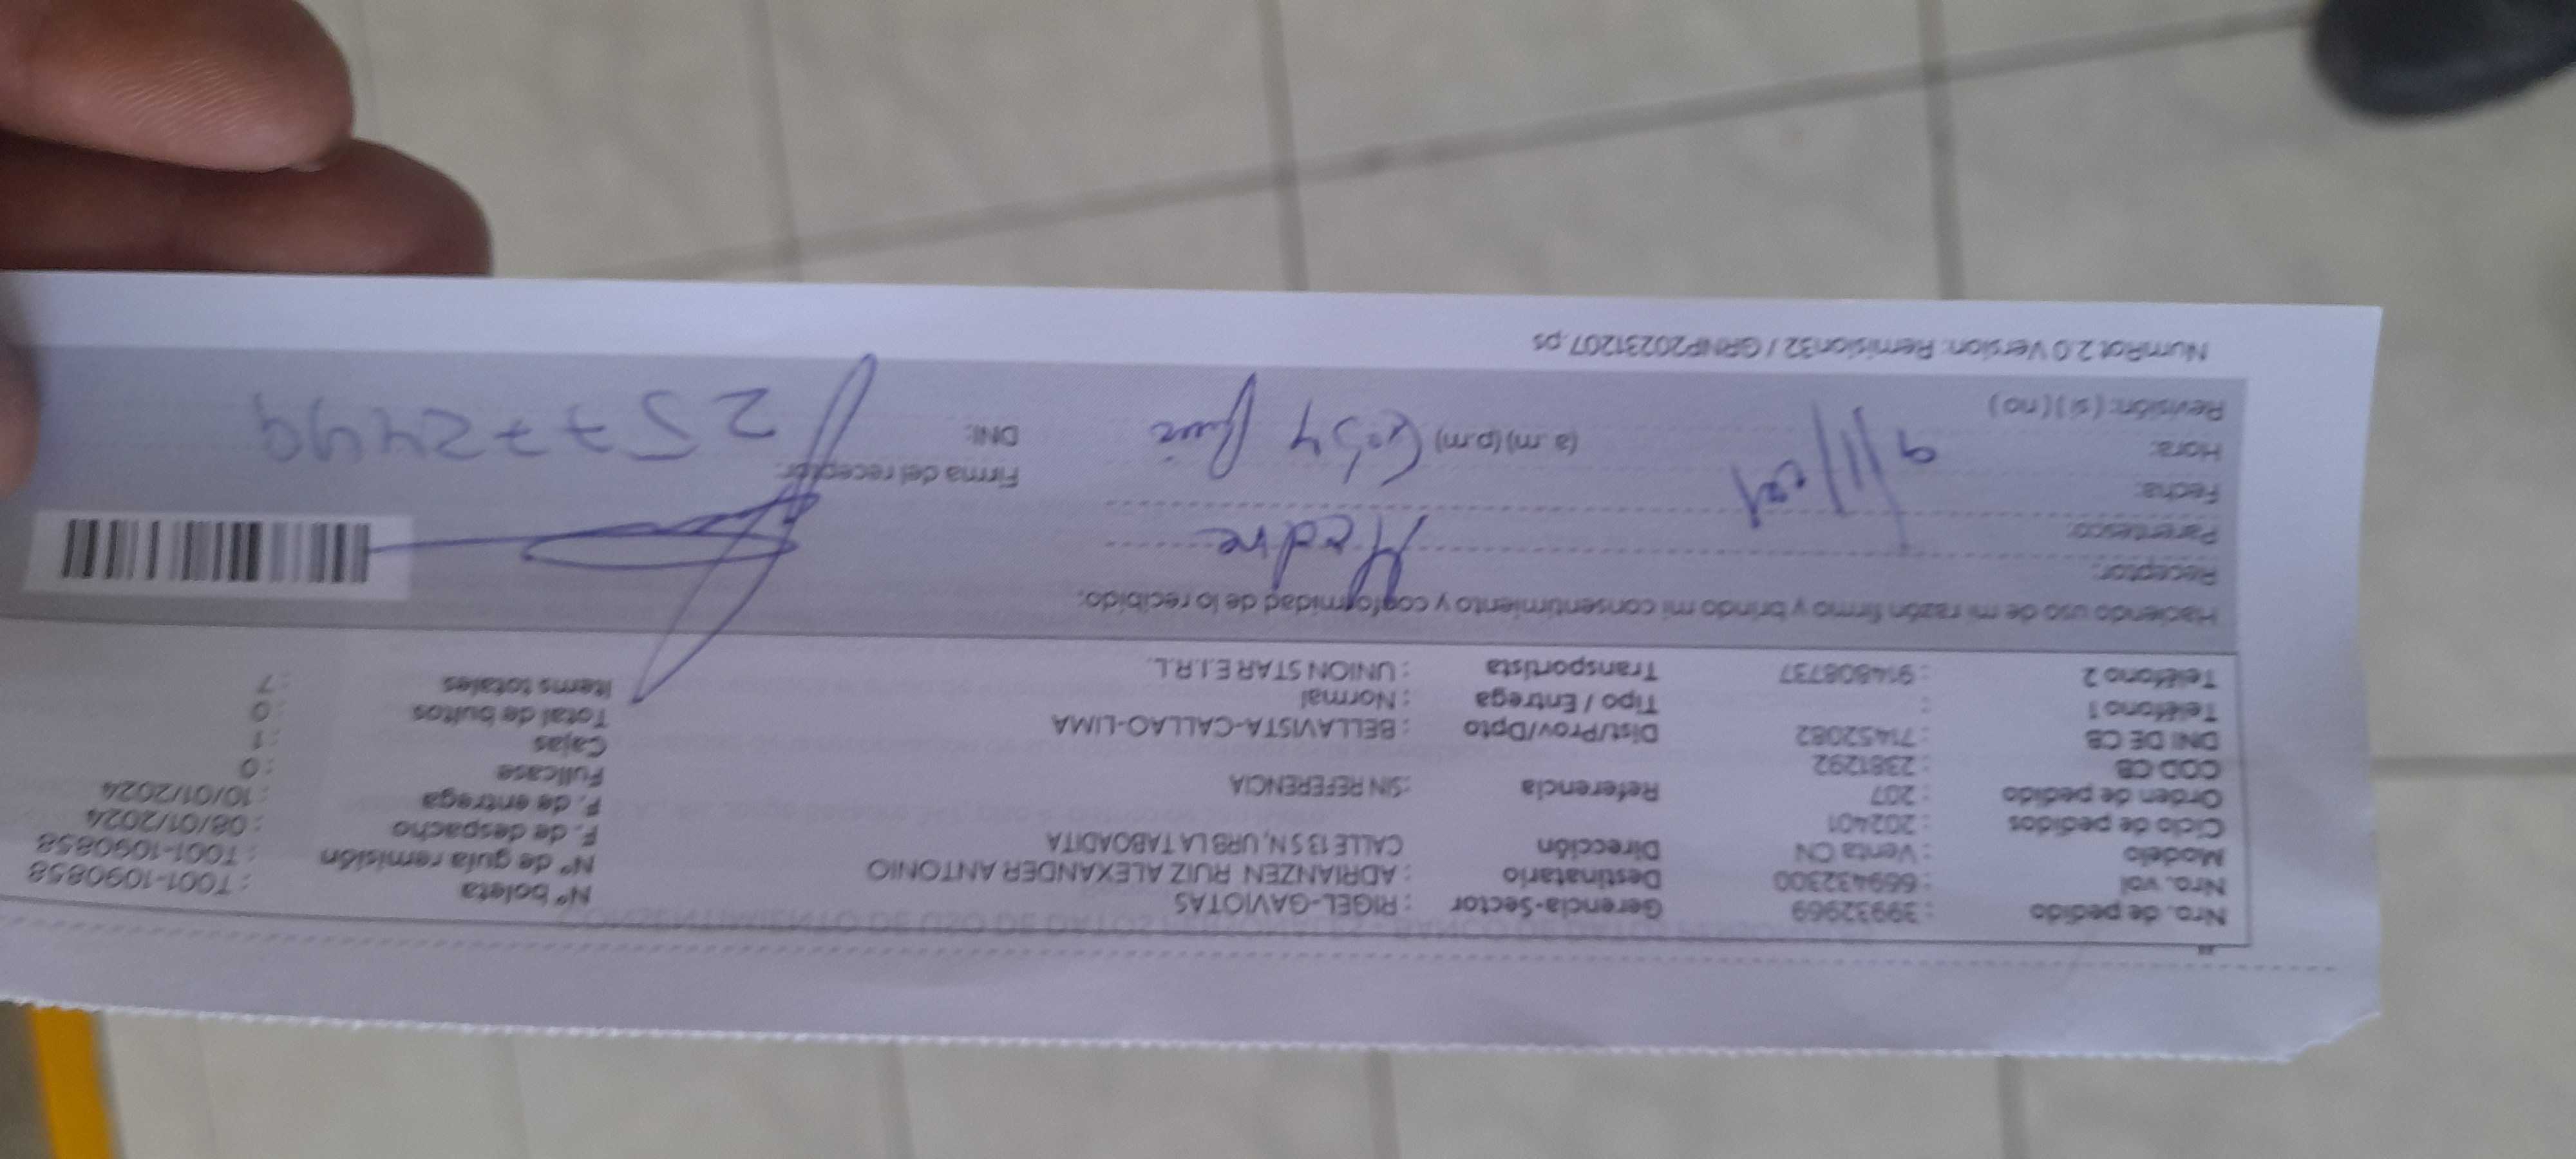 Nro. de pedido : 39932969 Gerencia-Sector : RIGEL-GAVIOTAS Nº boleta : T001-1090858
Nro. vol : 669432300 Destinatario : ADRIANZEN RUIZ ALEXANDER ANTONIO Nº de guía remisión : T001-1090858
Modelo : Venta CN Dirección CALLE 13 S N, URB LA TABOADITA F. de despacho : 08/01/2024
Ciclo de pedidos : 202401 F. de entrega : 10/01/2024
Orden de pedido : 207 Referencia :SIN REFERENCIA Fullcase : 0
COD CB : 2381292 Cajas : 1
DNI DE CB : 71452082 Dist/Prov/Dpto : BELLAVISTA-CALLAO-LIMA Total de bultos : 0
Teléfono 1 : Tipo / Entrega : Normal Items totales : 7
Teléfono 2 : 914808737 Transportista : UNION STAR E.I.R.L.
Haciendo uso de mi razón firmo y brindo mi consentimiento y conformidad de lo recibido:
Receptor:
Parentesco: Madre
Fecha:
Hora: (a.m) (p.m) Firma del receptor:
Revisión: ( si ) ( no ) DNI: 25772499
NumRot 2.0 Version: Remision32 / GRNP20231207.ps